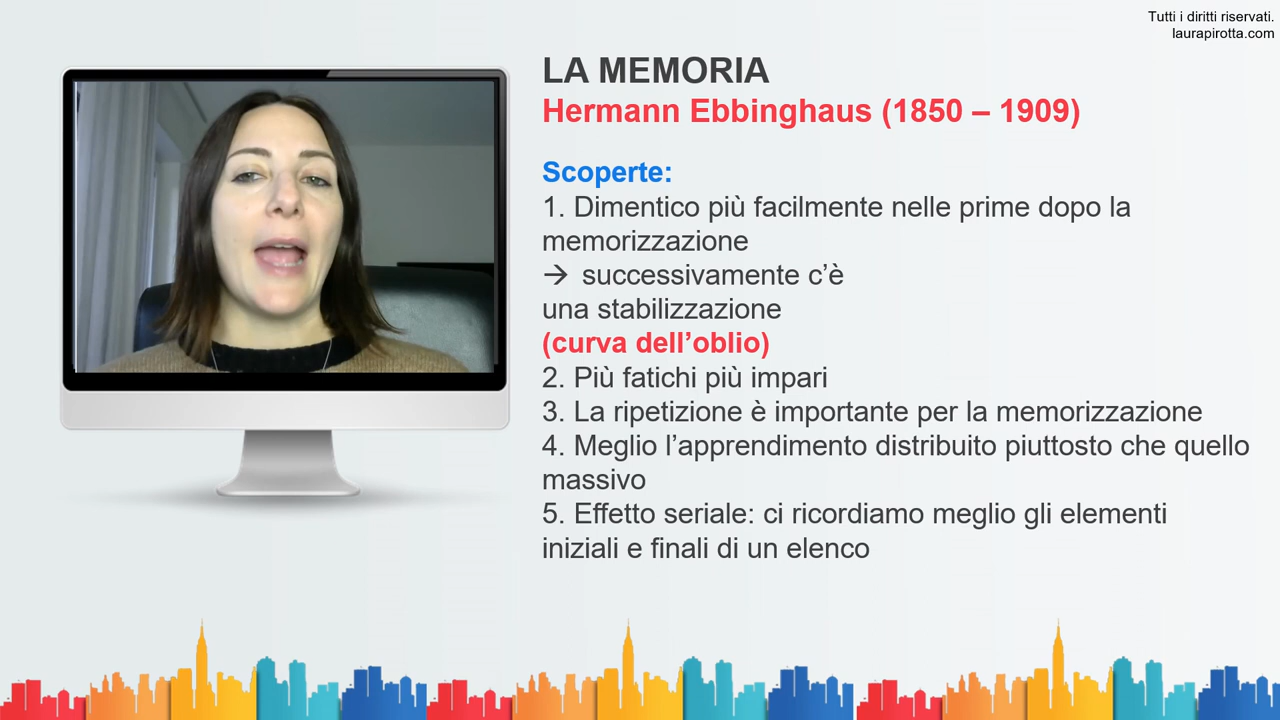 Tutti i diritti riservati.
laurapirotta.com
LA MEMORIA
Hermann Ebbinghaus (1850 – 1909)
Scoperte:
1. Dimentico più facilmente nelle prime dopo la
memorizzazione
→ successivamente c’è
una stabilizzazione
(curva dell’oblio)
2. Più fatichi più impari
3. La ripetizione è importante per la memorizzazione
4. Meglio l’apprendimento distribuito piuttosto che quello
massivo
5. Effetto seriale: ci ricordiamo meglio gli elementi
iniziali e finali di un elenco